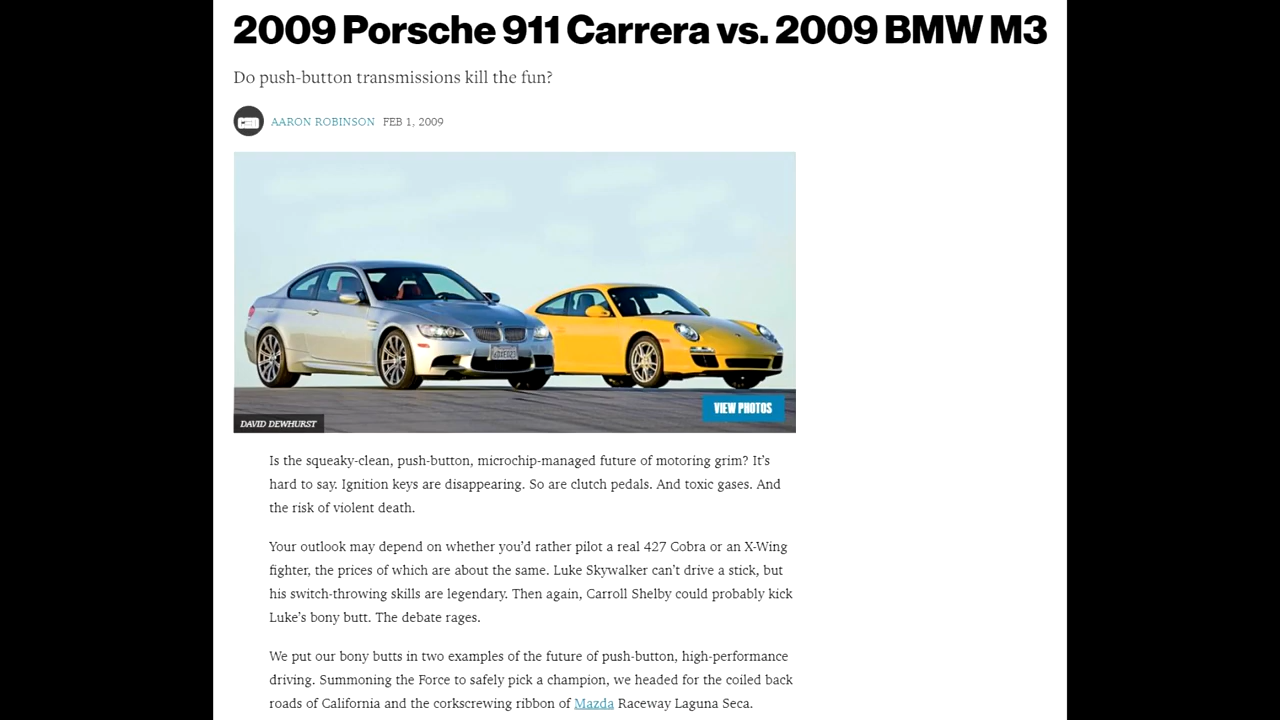 2009 Porsche 911 Carrera vs. 2009 BMW M3
Do push-button transmissions kill the fun?
AARON ROBINSON FEB 1, 2009
VIEW PHOTOS
DAVID DEWHURST
Is the squeaky-clean, push-button, microchip-managed future of motoring grim? It’s
hard to say. Ignition keys are disappearing. So are clutch pedals. And toxic gases. And
the risk of violent death.
Your outlook may depend on whether you’d rather pilot a real 427 Cobra or an X-Wing
fighter, the prices of which are about the same. Luke Skywalker can’t drive a stick, but
his switch-throwing skills are legendary. Then again, Carroll Shelby could probably kick
Luke’s bony butt. The debate rages.
We put our bony butts in two examples of the future of push-button, high-performance
driving. Summoning the Force to safely pick a champion, we headed for the coiled back
roads of California and the corkscrewing ribbon of Mazda Raceway Laguna Seca.